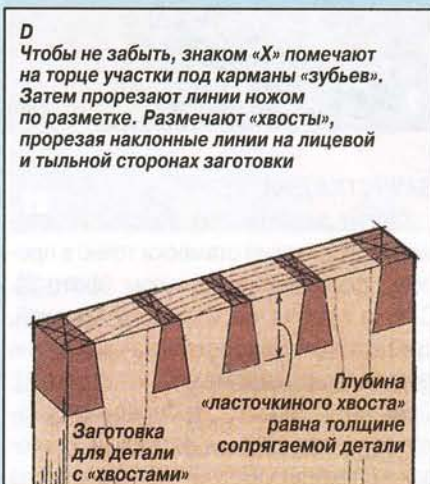 D
Чтобы не забыть, знаком «X» помечают
на торце участки под карманы «зубьев».
Затем прорезают линии ножом
по разметке. Размечают «хвосты»,
прорезая наклонные линии на лицевой
и тыльной сторонах заготовки
Глубина
«ласточкиного хвоста»
равна толщине
сопрягаемой детали
Заготовка
для детали
с «хвостами»